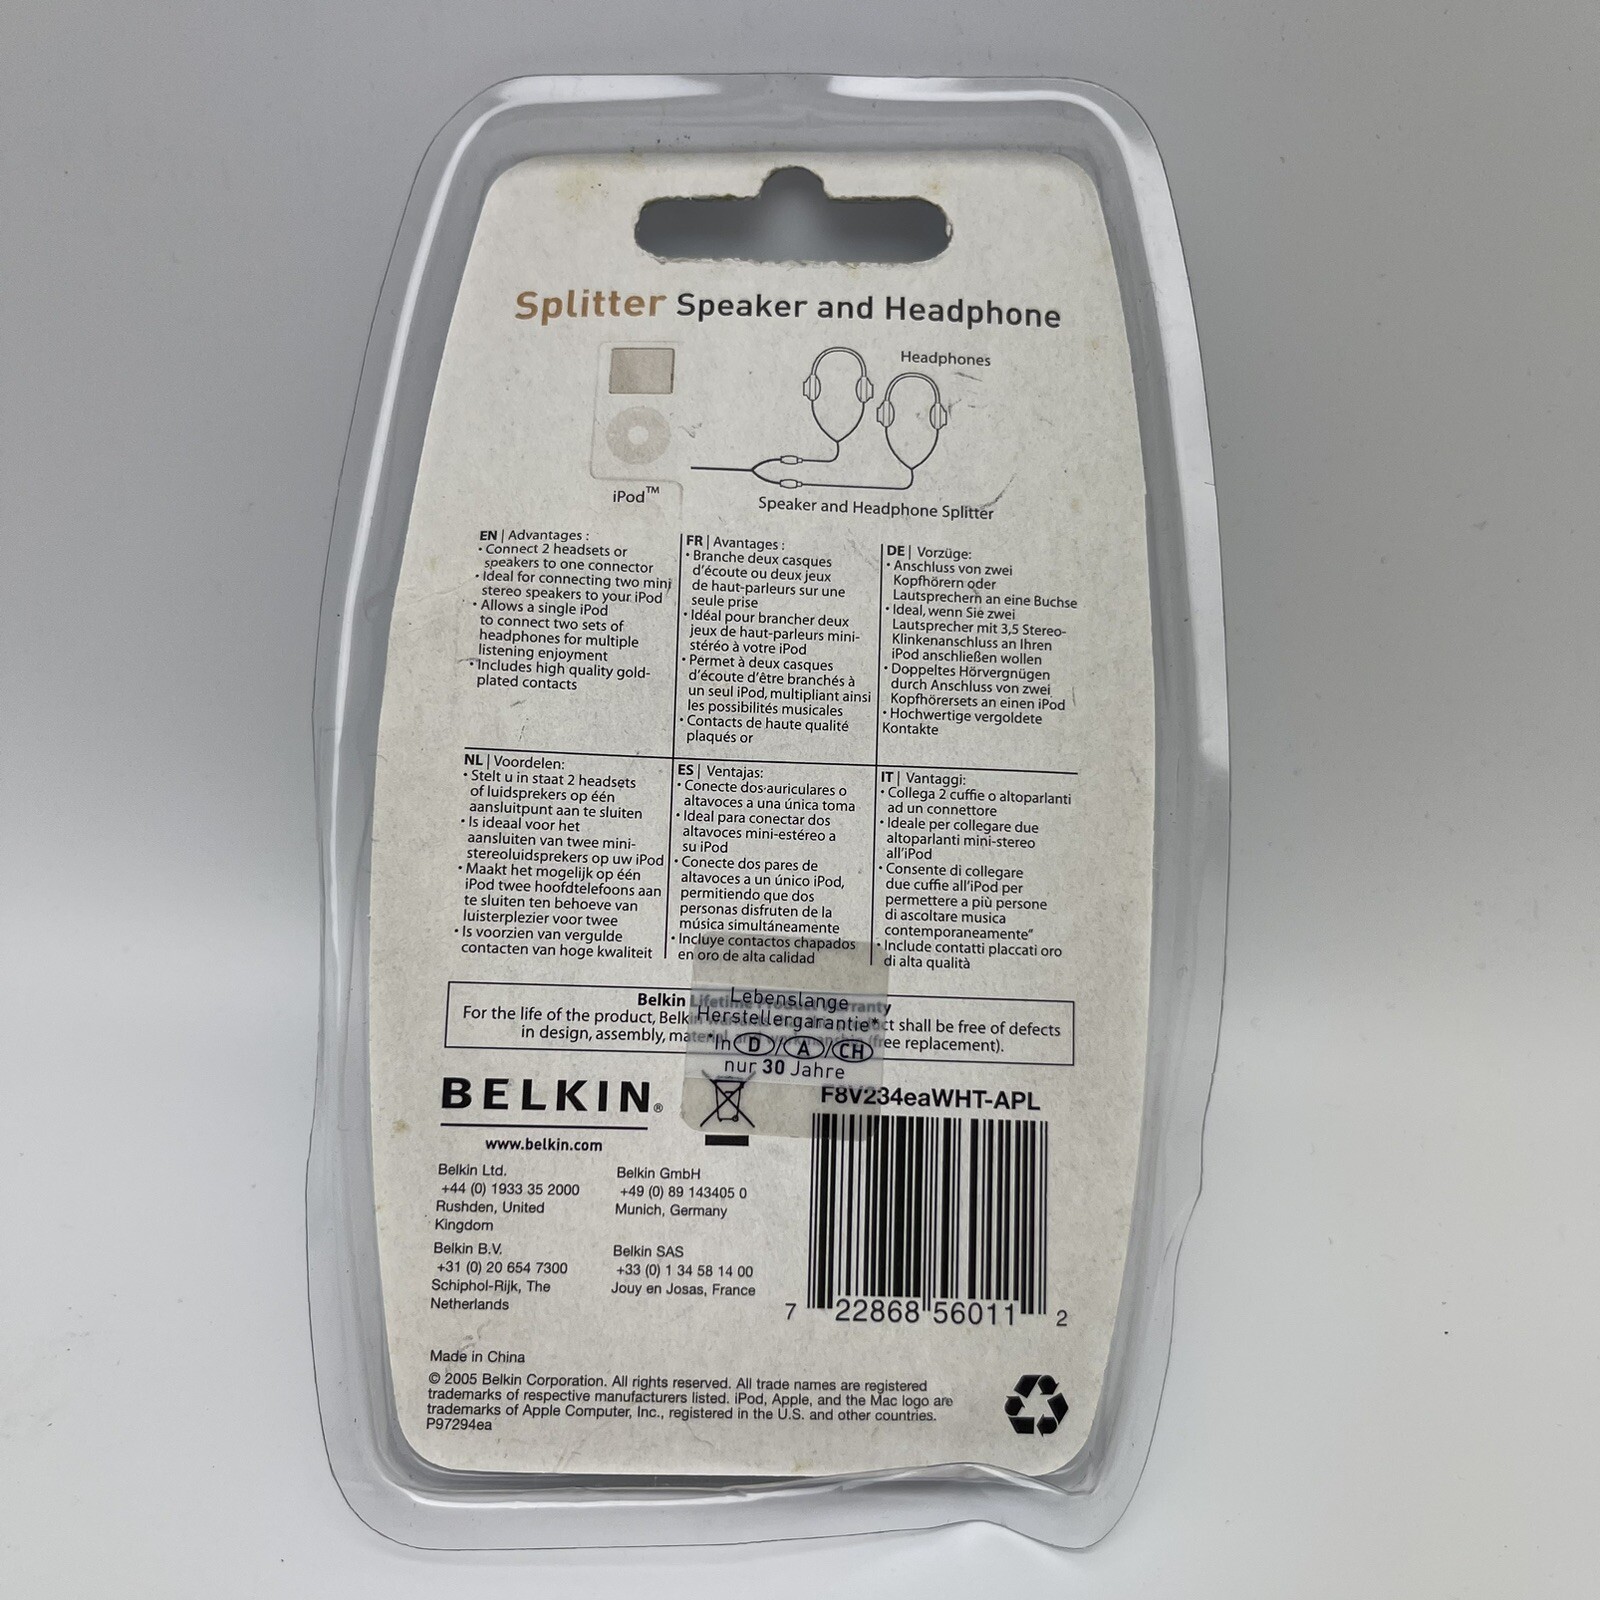 Splitter Speaker and Headphone
Headphones
iPod™
Speaker and Headphone Splitter
EN | Advantages :
• Connect 2 headsets or
speakers to one connector
• Ideal for connecting two mini
stereo speakers to your iPod
• Allows a single iPod
to connect two sets of
headphones for multiple
listening enjoyment
• Includes high quality gold-
plated contacts
FR | Avantages :
• Branche deux casques
d'écoute ou deux jeux
de haut-parleurs sur une
seule prise
• Idéal pour brancher deux
jeux de haut-parleurs mini-
stéréo à votre iPod
• Permet à deux casques
d'écoute d'être branchés à
un seul iPod, multipliant ainsi
les possibilités musicales
• Contacts de haute qualité
plaqués or
DE | Vorzüge:
• Anschluss von zwei
Kopfhörern oder
Lautsprechern an eine Buchse
• Ideal, wenn Sie zwei
Lautsprecher mit 3,5 Stereo-
Klinkenanschluss an Ihren
iPod anschließen wollen
• Doppeltes Hörvergnügen
durch Anschluss von zwei
Kopfhörersets an einen iPod
• Hochwertige vergoldete
Kontakte
NL | Voordelen:
• Stelt u in staat 2 headsets
of luidsprekers op één
aansluitpunt aan te sluiten
• Is ideaal voor het
aansluiten van twee mini-
stereoluidsprekers op uw iPod
• Maakt het mogelijk op één
iPod twee hoofdtelefoons aan
te sluiten ten behoeve van
luisterplezier voor twee
• Is voorzien van vergulde
contacten van hoge kwaliteit
ES | Ventajas:
• Conecte dos auriculares o
altavoces a una única toma
• Ideal para conectar dos
altavoces mini-estéreo a
su iPod
• Conecte dos pares de
altavoces a un único iPod,
permitiendo que dos
personas disfruten de la
música simultáneamente
• Incluye contactos chapados
en oro de alta calidad
IT | Vantaggi:
• Collega 2 cuffie o altoparlanti
ad un connettore
• Ideale per collegare due
altoparlanti mini-stereo
all'iPod
• Consente di collegare
due cuffie all'iPod per
permettere a più persone
di ascoltare musica
contemporaneamente"
• Include contatti placcati oro
di alta qualità
Belkin Lifetime Product Warranty
For the life of the product, Belkin shall be free of defects
in design, assembly, material and workmanship (free replacement).
Lebenslange
Herstellergarantie*
*In D/A/CH
nur 30 Jahre
BELKIN®
www.belkin.com
F8V234eaWHT-APL
Belkin Ltd.
+44 (0) 1933 35 2000
Rushden, United
Kingdom
Belkin GmbH
+49 (0) 89 143405 0
Munich, Germany
Belkin B.V.
+31 (0) 20 654 7300
Schiphol-Rijk, The
Netherlands
Belkin SAS
+33 (0) 1 34 58 14 00
Jouy en Josas, France
7 22868 56011 2
Made in China
© 2005 Belkin Corporation. All rights reserved. All trade names are registered
trademarks of respective manufacturers listed. iPod, Apple, and the Mac logo are
trademarks of Apple Computer, Inc., registered in the U.S. and other countries.
P97294ea